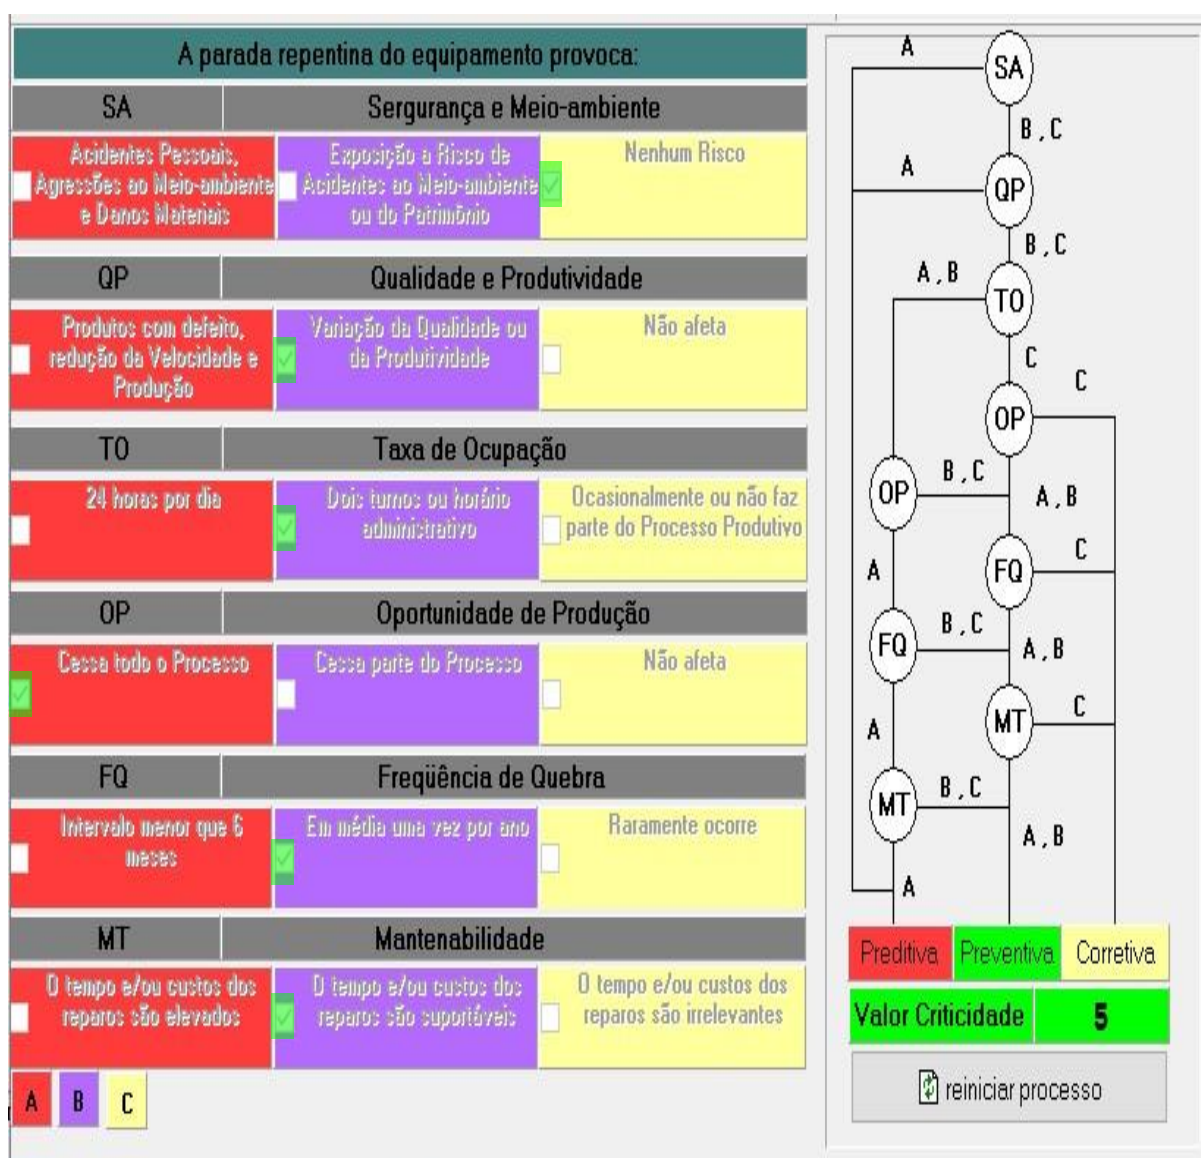 A parada repentina do equipamento provoca:
SA
Sergurança e Meio-ambiente
Acidentes Pessoais,
Agressões ao Meio-ambiente
e Danos Materiais
Exposição a Risco de
Acidentes ao Meio-ambiente
ou do Patrimônio
Nenhum Risco
QP
Qualidade e Produtividade
Produtos com defeito,
redução da Velocidade e
Produção
Variação da Qualidade ou
da Produtividade
Não afeta
TO
Taxa de Ocupação
24 horas por dia
Dois turnos ou horário
administrativo
Ocasionalmente ou não faz
parte do Processo Produtivo
OP
Oportunidade de Produção
Cessa todo o Processo
Cessa parte do Processo
Não afeta
FQ
Freqüência de Quebra
Intervalo menor que 6
meses
Em média uma vez por ano
Raramente ocorre
MT
Mantenabilidade
O tempo e/ou custos dos
reparos são elevados
O tempo e/ou custos dos
reparos são suportáveis
O tempo e/ou custos dos
reparos são irrelevantes
A B C
A
SA
B , C
A
QP
B , C
A , B
TO
C
C
OP
OP
B , C
A , B
C
A
FQ
B , C
FQ
A , B
C
A
MT
B , C
MT
A , B
A
Preditiva Preventiva Corretiva
Valor Criticidade 5
reiniciar processo